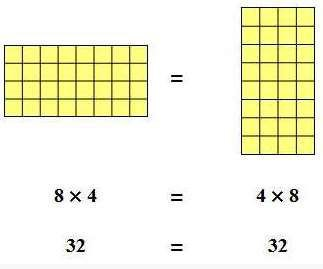 =
8 × 4 = 4 × 8
32 = 32